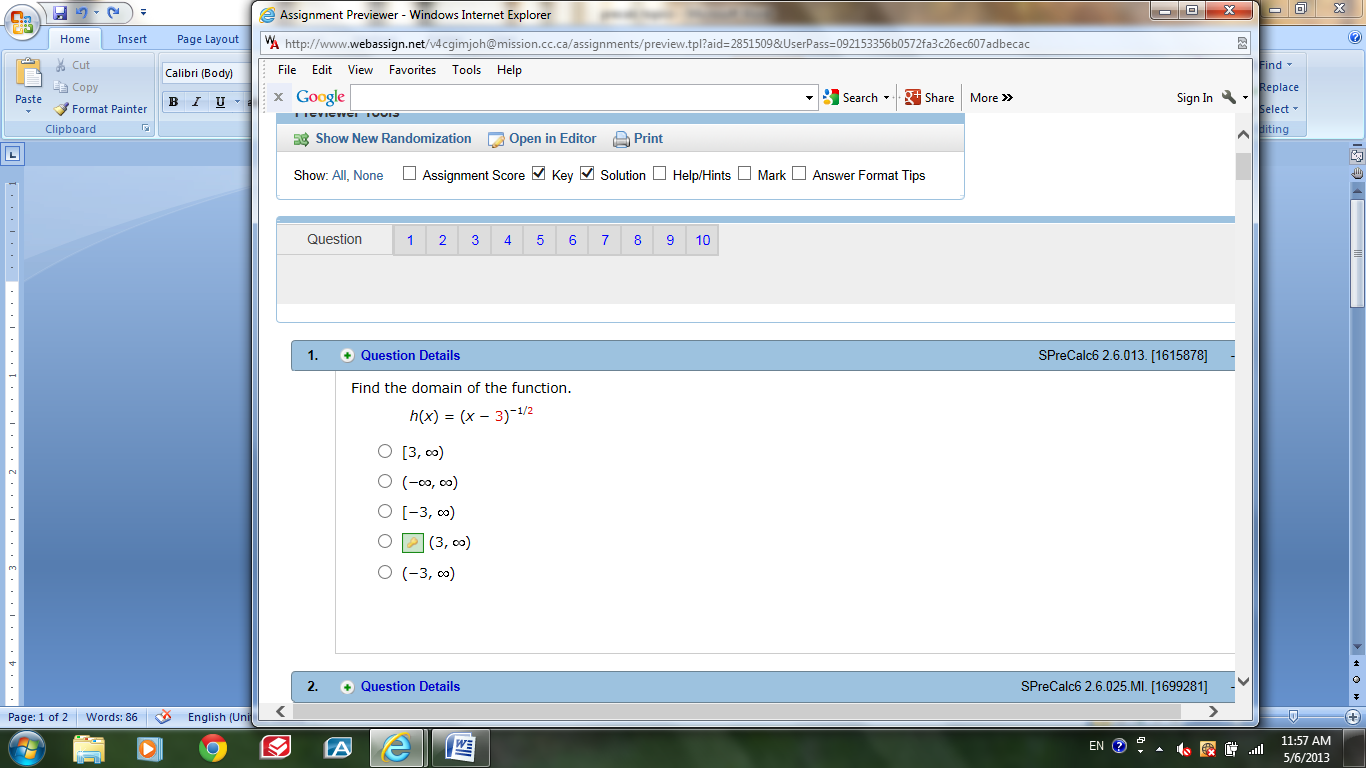 Assignment Previewer - Windows Internet Explorer
Home Insert Page Layout
http://www.webassign.net/v4cgimjoh@mission.cc.ca/assignments/preview.tpl?aid=2851509&UserPass=092153356b0572fa3c26ec607adbecac
File Edit View Favorites Tools Help
Paste
Cut
Copy
Format Painter
Clipboard
Calibri (Body)
B I U
Find
Replace
Select
diting
x Google Search Share More » Sign In
Previewer Tools
Show New Randomization Open in Editor Print
Show: All, None Assignment Score Key Solution Help/Hints Mark Answer Format Tips
Question 1 2 3 4 5 6 7 8 9 10
1. Question Details SPreCalc6 2.6.013. [1615878] -
Find the domain of the function.
h(x) = (x − 3)^−1/2
[3, ∞)
(−∞, ∞)
[−3, ∞)
(3, ∞)
(−3, ∞)
2. Question Details SPreCalc6 2.6.025.MI. [1699281] -
Page: 1 of 2 Words: 86 English (Uni
EN 11:57 AM
5/6/2013